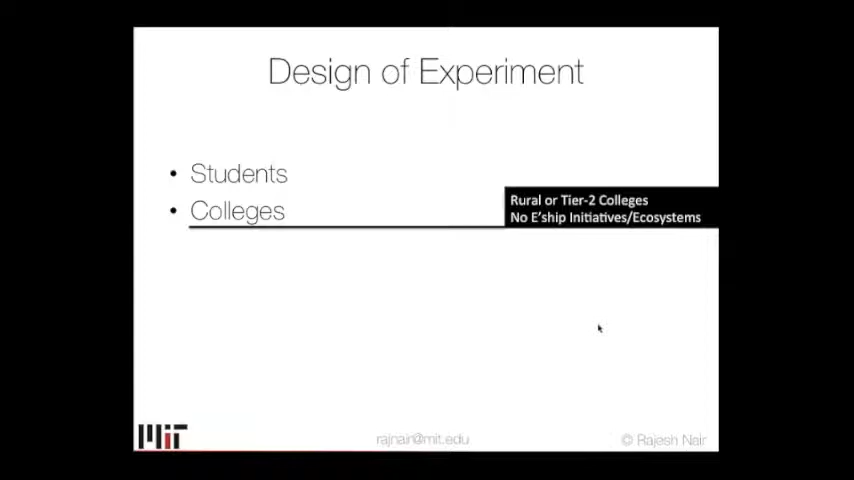 Design of Experiment
• Students
• Colleges
Rural or Tier-2 Colleges
No E'ship Initiatives/Ecosystems
MIT
rajnair@mit.edu
© Rajesh Nair